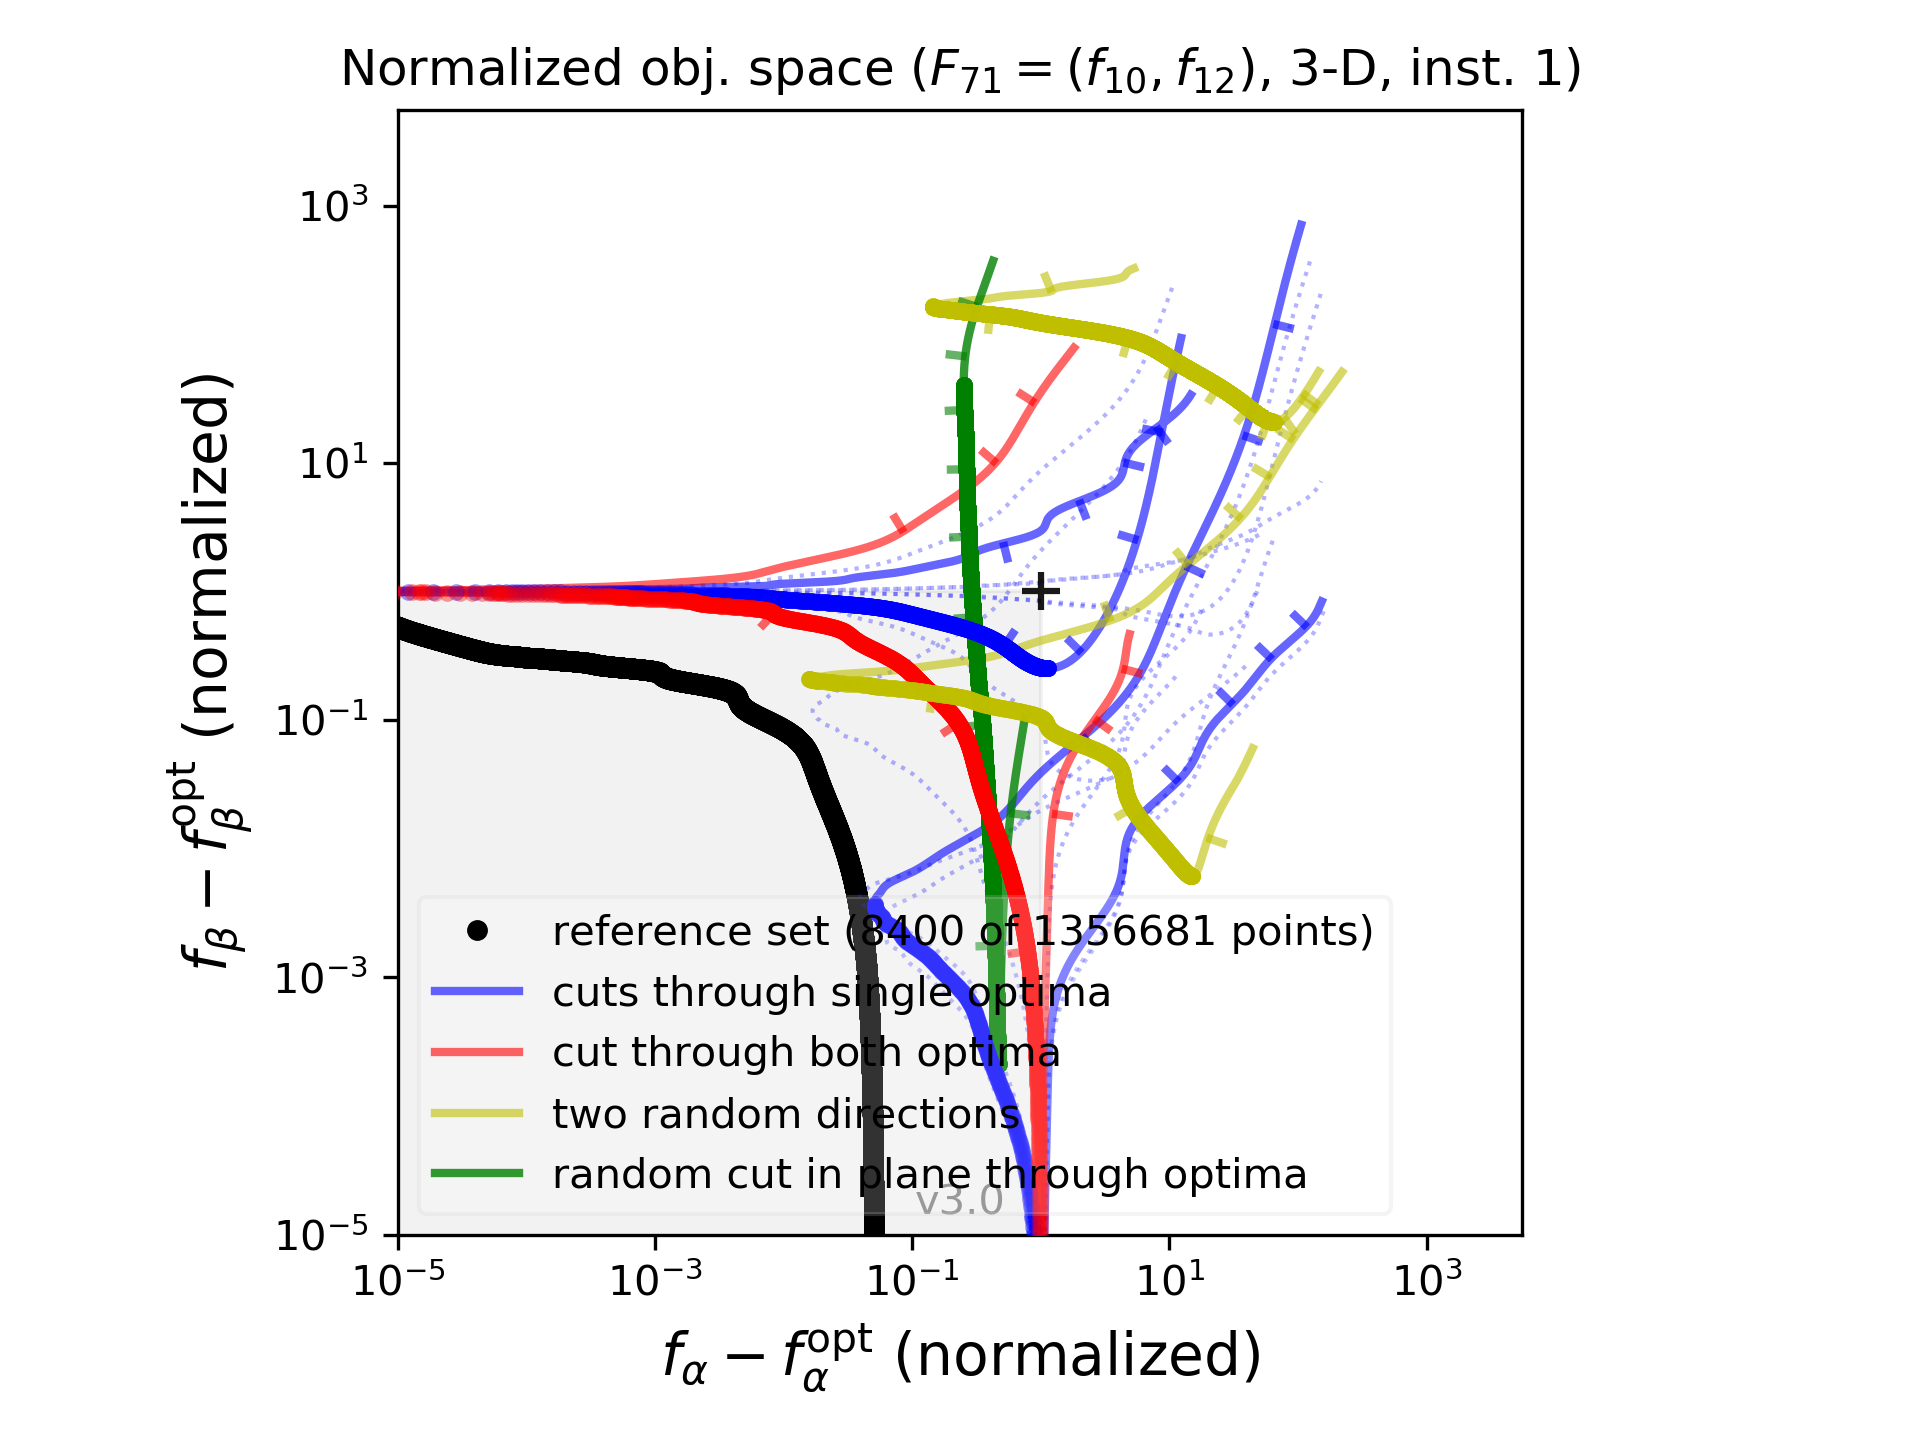 Normalized obj. space (F₇₁ = (f₁₀, f₁₂), 3-D, inst. 1)
10³
10¹
10⁻¹
10⁻³
10⁻⁵
f_β − f_β^opt (normalized)
reference set (8400 of 1356681 points)
cuts through single optima
cut through both optima
two random directions
random cut in plane through optima
v3.0
10⁻⁵ 10⁻³ 10⁻¹ 10¹ 10³
f_α − f_α^opt (normalized)